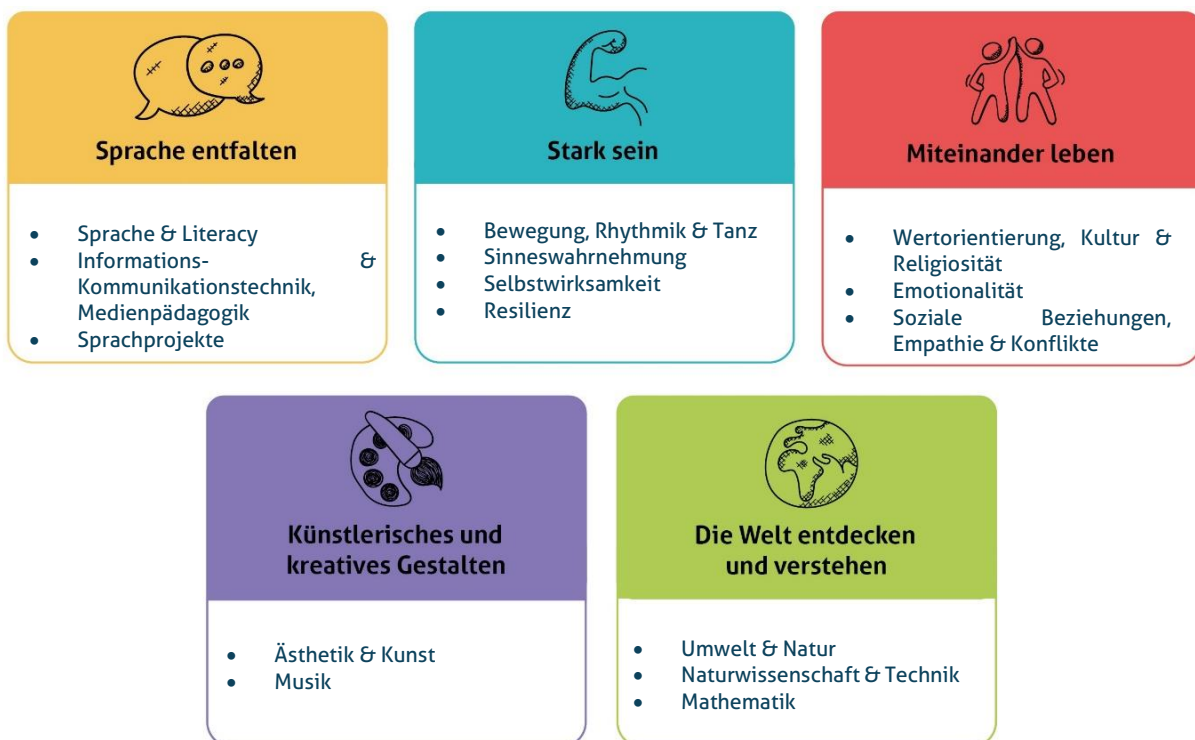 Sprache entfalten
• Sprache & Literacy
• Informations- &
Kommunikationstechnik,
Medienpädagogik
• Sprachprojekte
Stark sein
• Bewegung, Rhythmik & Tanz
• Sinneswahrnehmung
• Selbstwirksamkeit
• Resilienz
Miteinander leben
• Wertorientierung, Kultur &
Religiosität
• Emotionalität
• Soziale Beziehungen,
Empathie & Konflikte
Künstlerisches und
kreatives Gestalten
• Ästhetik & Kunst
• Musik
Die Welt entdecken
und verstehen
• Umwelt & Natur
• Naturwissenschaft & Technik
• Mathematik